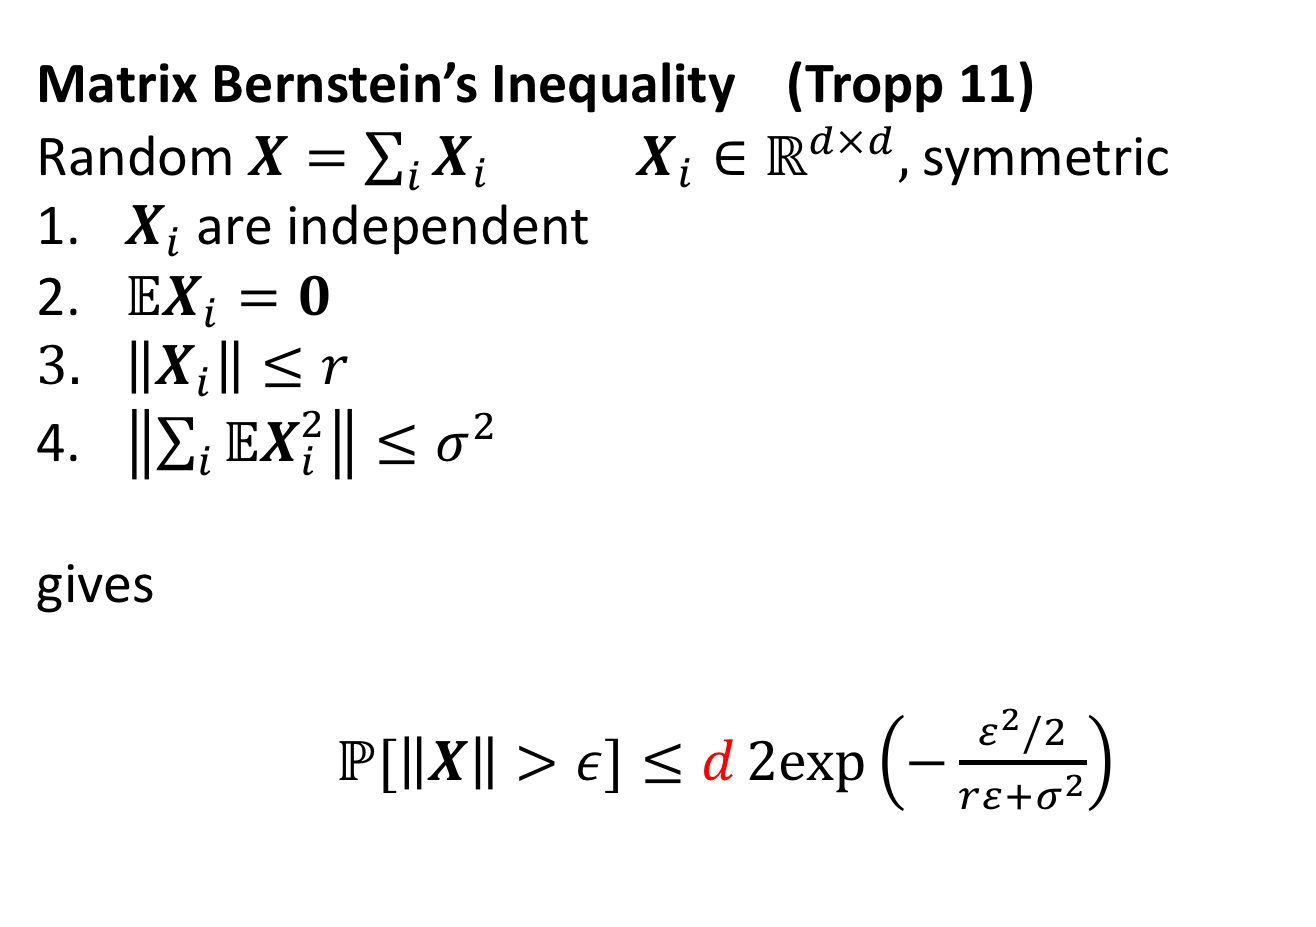 Matrix Bernstein’s Inequality (Tropp 11)
Random 𝑿 = ∑ᵢ 𝑿ᵢ 𝑿ᵢ ∈ ℝ^{d×d}, symmetric
1. 𝑿ᵢ are independent
2. 𝔼𝑿ᵢ = 𝟎
3. ‖𝑿ᵢ‖ ≤ r
4. ‖∑ᵢ 𝔼𝑿ᵢ²‖ ≤ σ²
gives
ℙ[‖𝑿‖ > ϵ] ≤ d 2exp(−(ε²/2)/(rε+σ²))